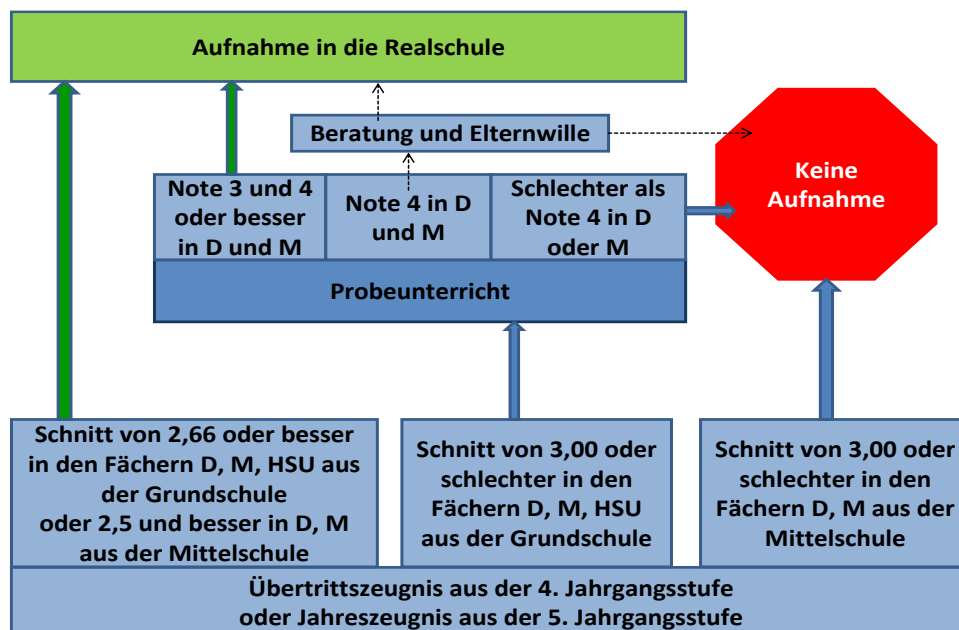 Aufnahme in die Realschule
Beratung und Elternwille
Keine
Aufnahme
Note 3 und 4
oder besser
in D und M
Note 4 in D
und M
Schlechter als
Note 4 in D
oder M
Probeunterricht
Schnitt von 2,66 oder besser
in den Fächern D, M, HSU aus
der Grundschule
oder 2,5 und besser in D, M
aus der Mittelschule
Schnitt von 3,00 oder
schlechter in den
Fächern D, M, HSU
aus der Grundschule
Schnitt von 3,00 oder
schlechter in den
Fächern D, M aus der
Mittelschule
Übertrittszeugnis aus der 4. Jahrgangsstufe
oder Jahreszeugnis aus der 5. Jahrgangsstufe